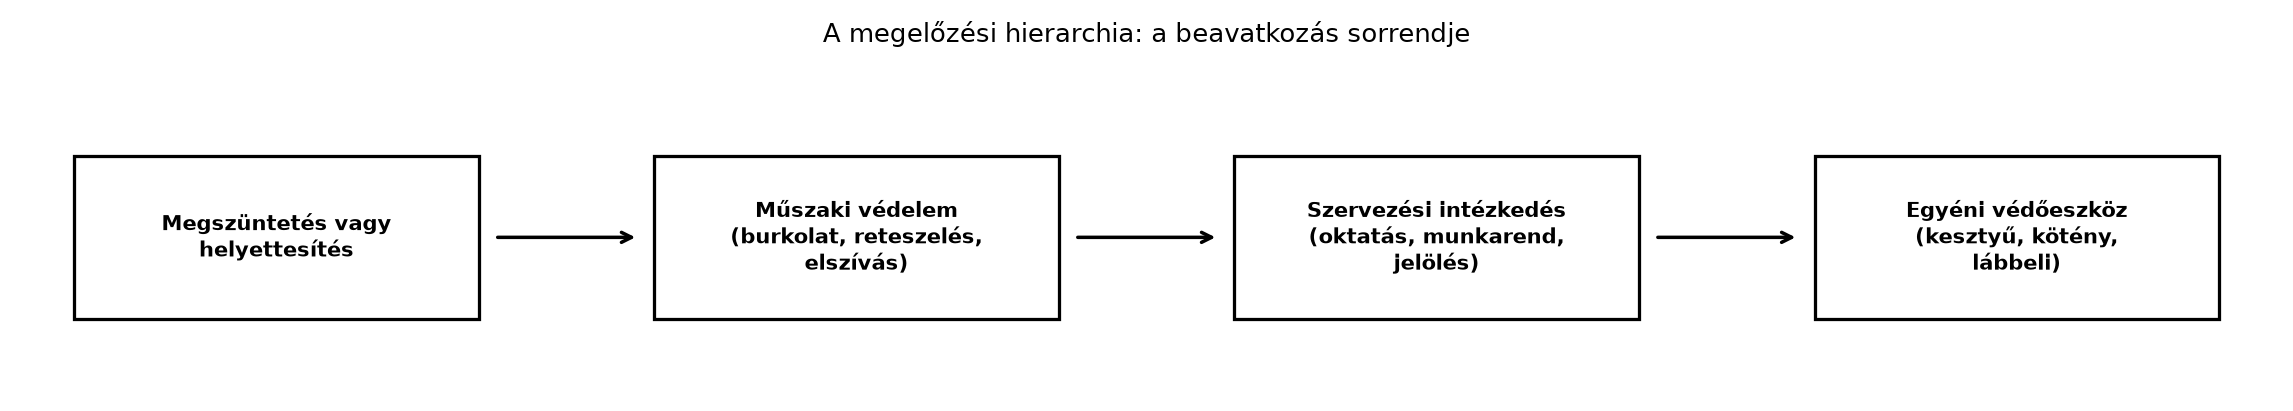 A megelőzési hierarchia: a beavatkozás sorrendje
Megszüntetés vagy
helyettesítés
Műszaki védelem
(burkolat, reteszelés,
elszívás)
Szervezési intézkedés
(oktatás, munkarend,
jelölés)
Egyéni védőeszköz
(kesztyű, kötény,
lábbeli)